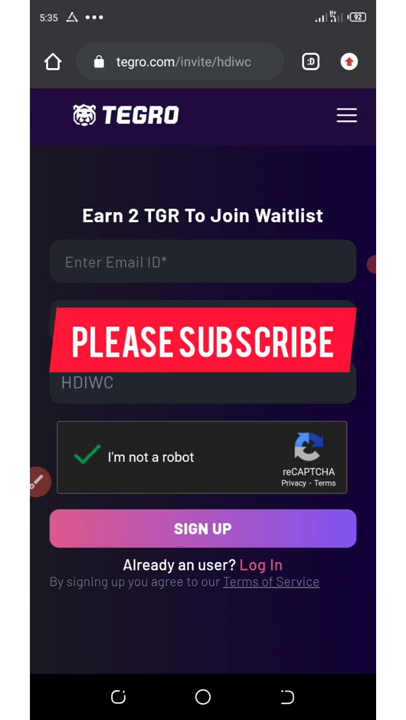 5:35
92
tegro.com/invite/hdiwc
:D
TEGRO
Earn 2 TGR To Join Waitlist
Enter Email ID*
PLEASE SUBSCRIBE
HDIWC
I'm not a robot
reCAPTCHA
Privacy - Terms
SIGN UP
Already an user? Log In
By signing up you agree to our Terms of Service